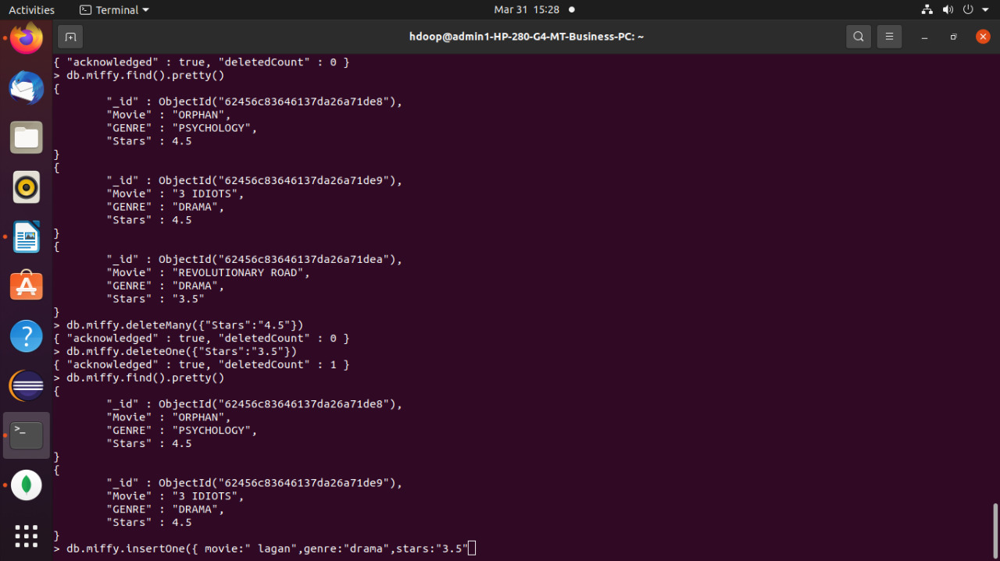 Activities Terminal Mar 31 15:28
hdoop@admin1-HP-280-G4-MT-Business-PC: ~
{ "acknowledged" : true, "deletedCount" : 0 }
> db.miffy.find().pretty()
{
"_id" : ObjectId("62456c83646137da26a71de8"),
"Movie" : "ORPHAN",
"GENRE" : "PSYCHOLOGY",
"Stars" : 4.5
}
{
"_id" : ObjectId("62456c83646137da26a71de9"),
"Movie" : "3 IDIOTS",
"GENRE" : "DRAMA",
"Stars" : 4.5
}
{
"_id" : ObjectId("62456c83646137da26a71dea"),
"Movie" : "REVOLUTIONARY ROAD",
"GENRE" : "DRAMA",
"Stars" : "3.5"
}
> db.miffy.deleteMany({"Stars":"4.5"})
{ "acknowledged" : true, "deletedCount" : 0 }
> db.miffy.deleteOne({"Stars":"3.5"})
{ "acknowledged" : true, "deletedCount" : 1 }
> db.miffy.find().pretty()
{
"_id" : ObjectId("62456c83646137da26a71de8"),
"Movie" : "ORPHAN",
"GENRE" : "PSYCHOLOGY",
"Stars" : 4.5
}
{
"_id" : ObjectId("62456c83646137da26a71de9"),
"Movie" : "3 IDIOTS",
"GENRE" : "DRAMA",
"Stars" : 4.5
}
> db.miffy.insertOne({ movie:" lagan",genre:"drama",stars:"3.5"